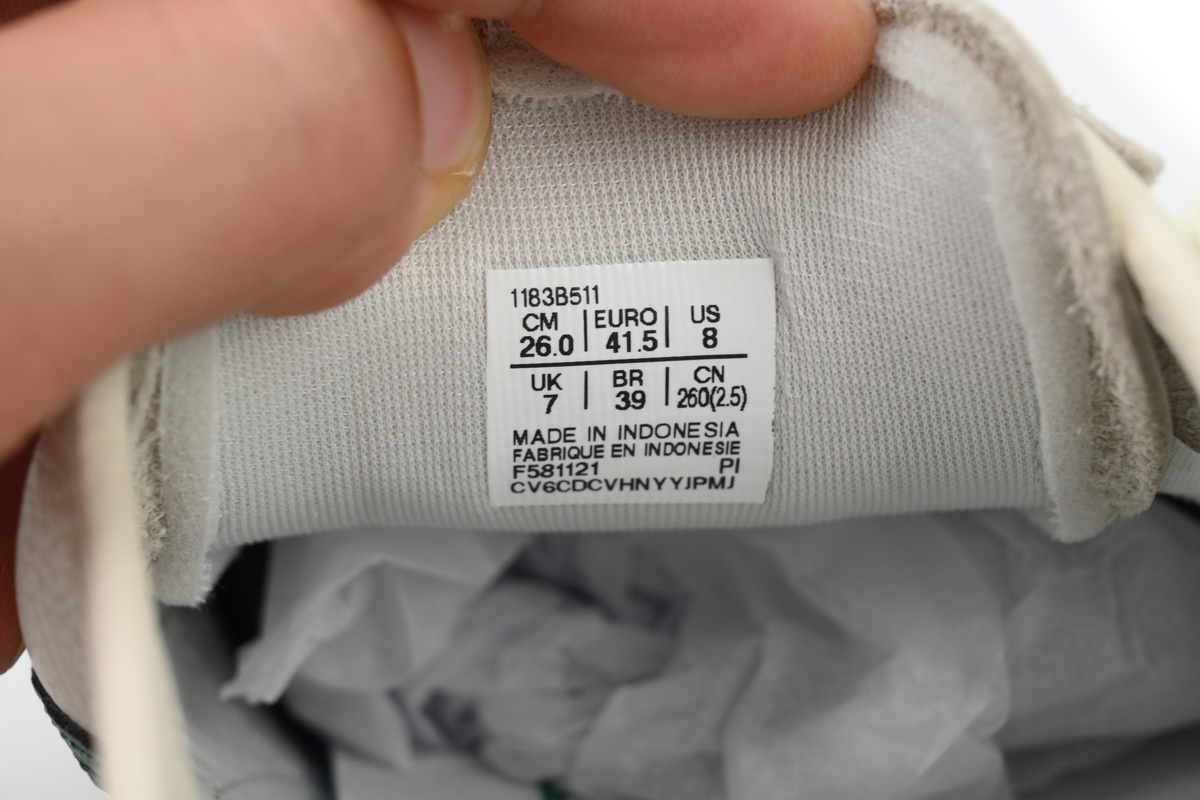 1183B511
CM | EURO | US
26.0 | 41.5 | 8
UK | BR | CN
7 | 39 | 260(2.5)
MADE IN INDONESIA
FABRIQUE EN INDONESIE
F581121 PI
CV6CDCVHNYYJPMJ